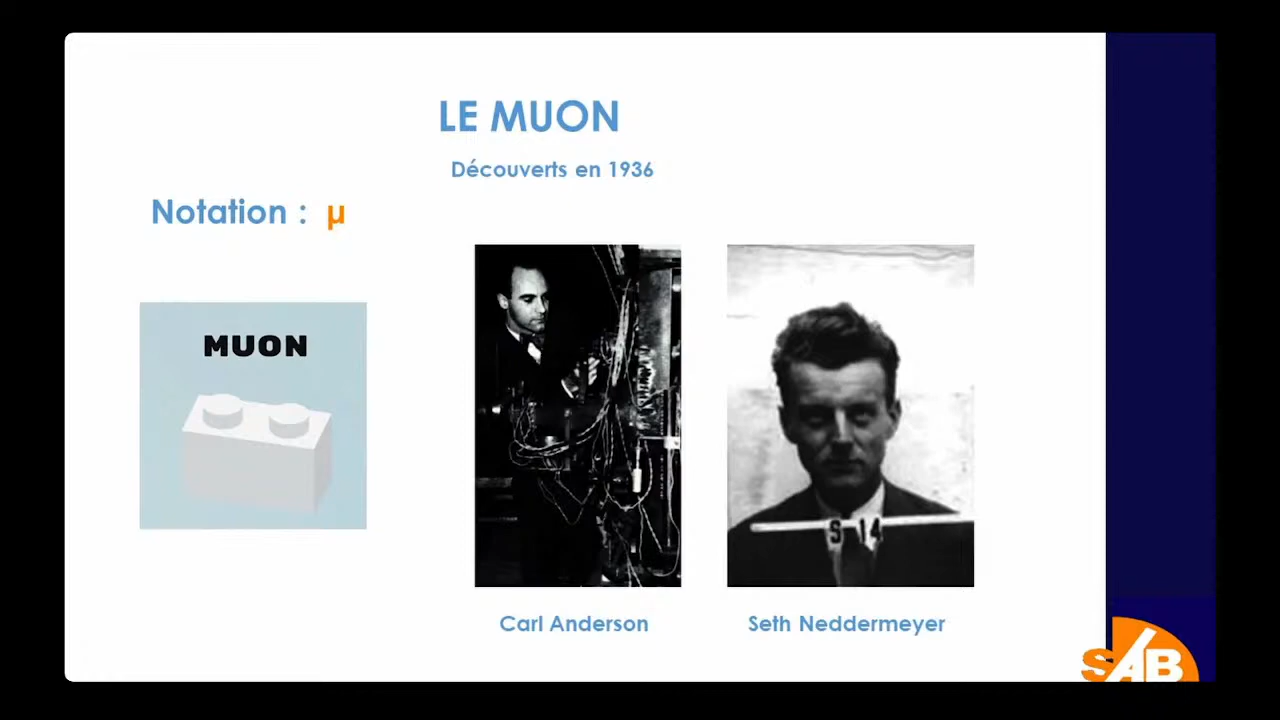 LE MUON
Découverts en 1936
Notation : µ
MUON
S 14
Carl Anderson
Seth Neddermeyer
SAB